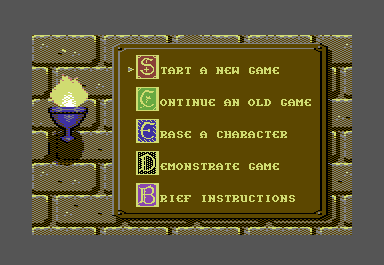 START A NEW GAME
CONTINUE AN OLD GAME
ERASE A CHARACTER
DEMONSTRATE GAME
BRIEF INSTRUCTIONS